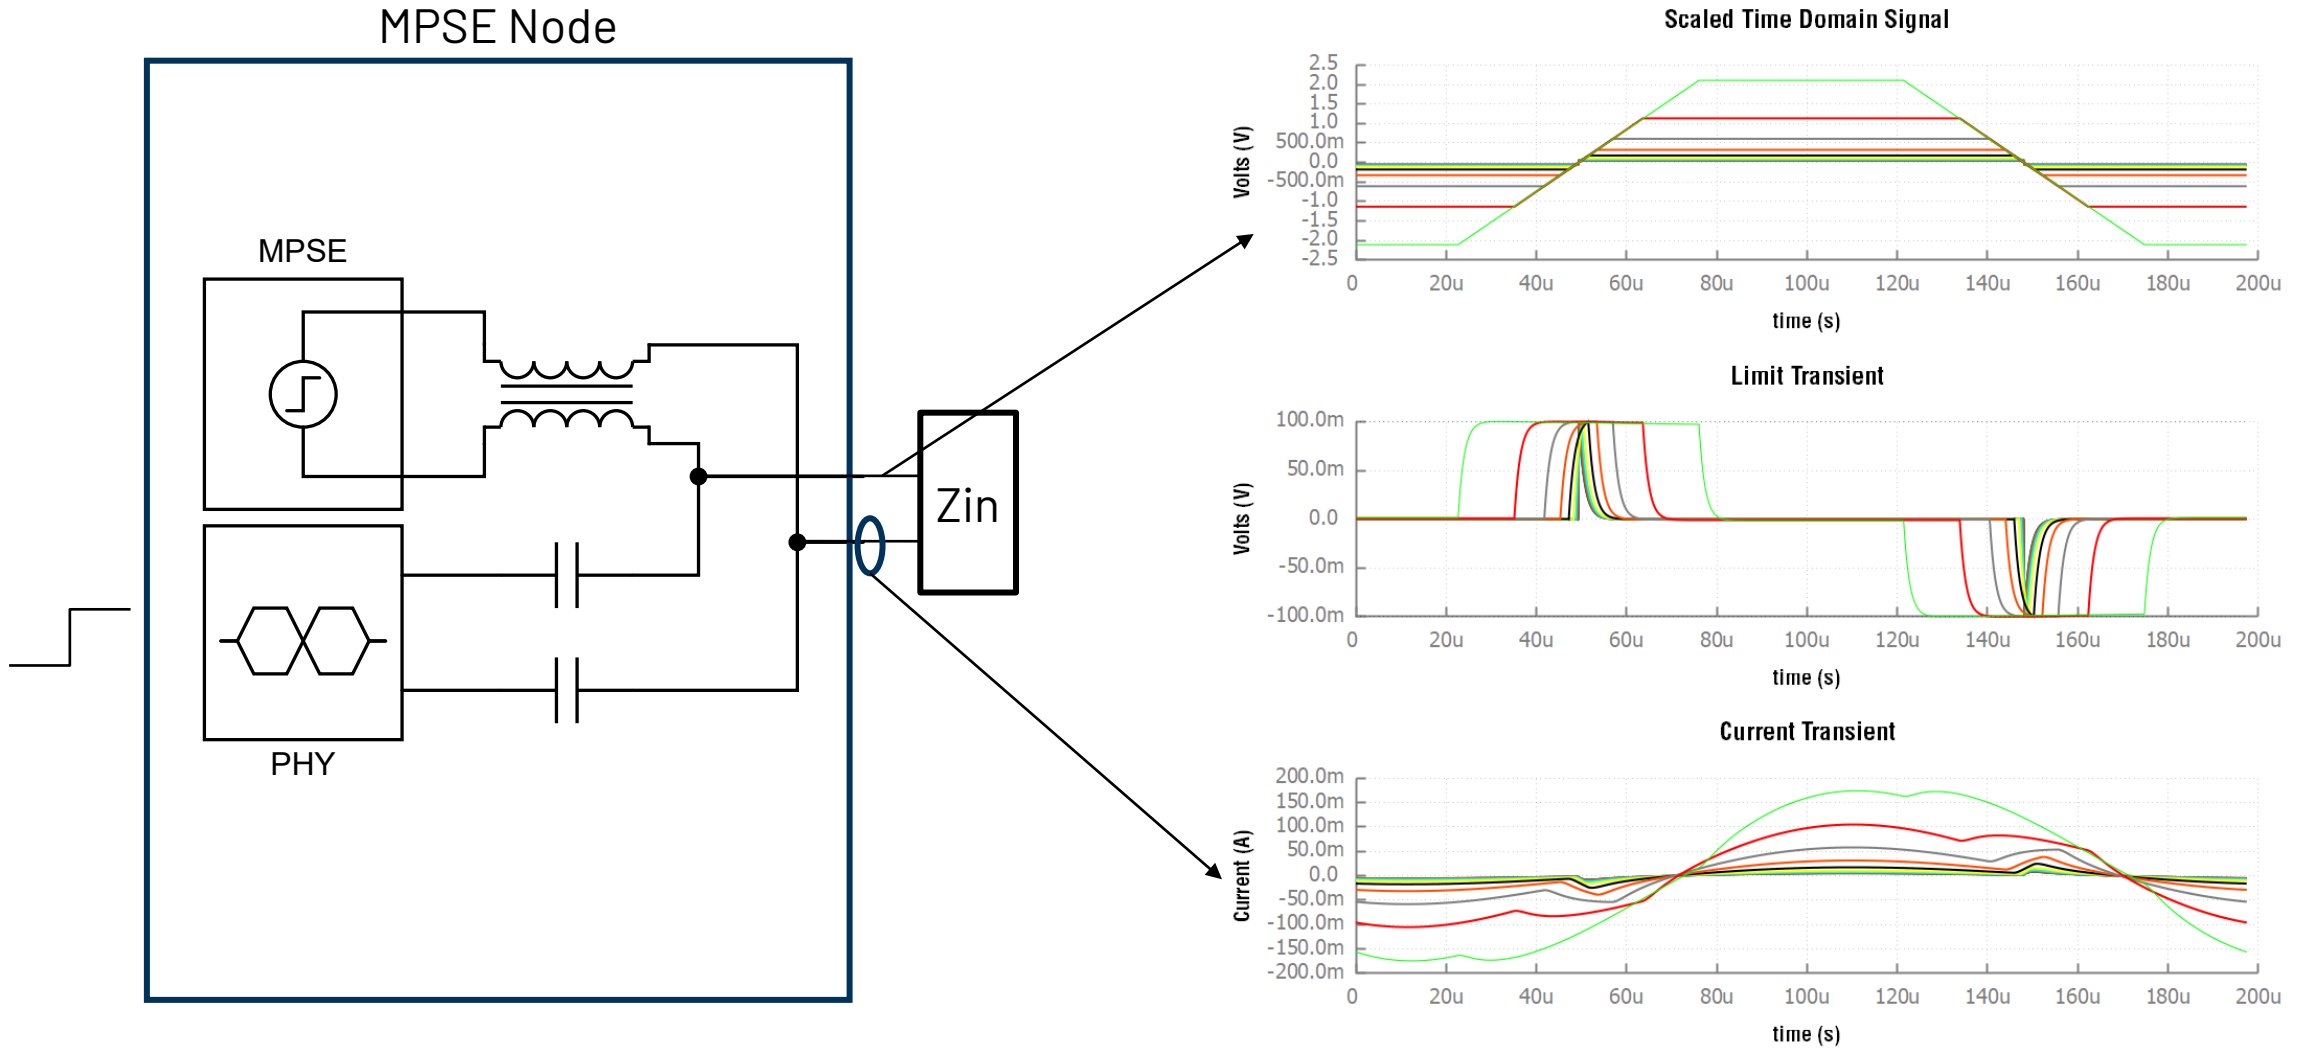 MPSE Node
MPSE
PHY
Zin
Scaled Time Domain Signal
Volts (V)
2.5
2.0
1.5
1.0
500.0m
0.0
-500.0m
-1.0
-1.5
-2.0
-2.5
0 20u 40u 60u 80u 100u 120u 140u 160u 180u 200u
time (s)
Limit Transient
Volts (V)
100.0m
50.0m
0.0
-50.0m
-100.0m
0 20u 40u 60u 80u 100u 120u 140u 160u 180u 200u
time (s)
Current Transient
Current (A)
200.0m
150.0m
100.0m
50.0m
0.0
-50.0m
-100.0m
-150.0m
-200.0m
0 20u 40u 60u 80u 100u 120u 140u 160u 180u 200u
time (s)